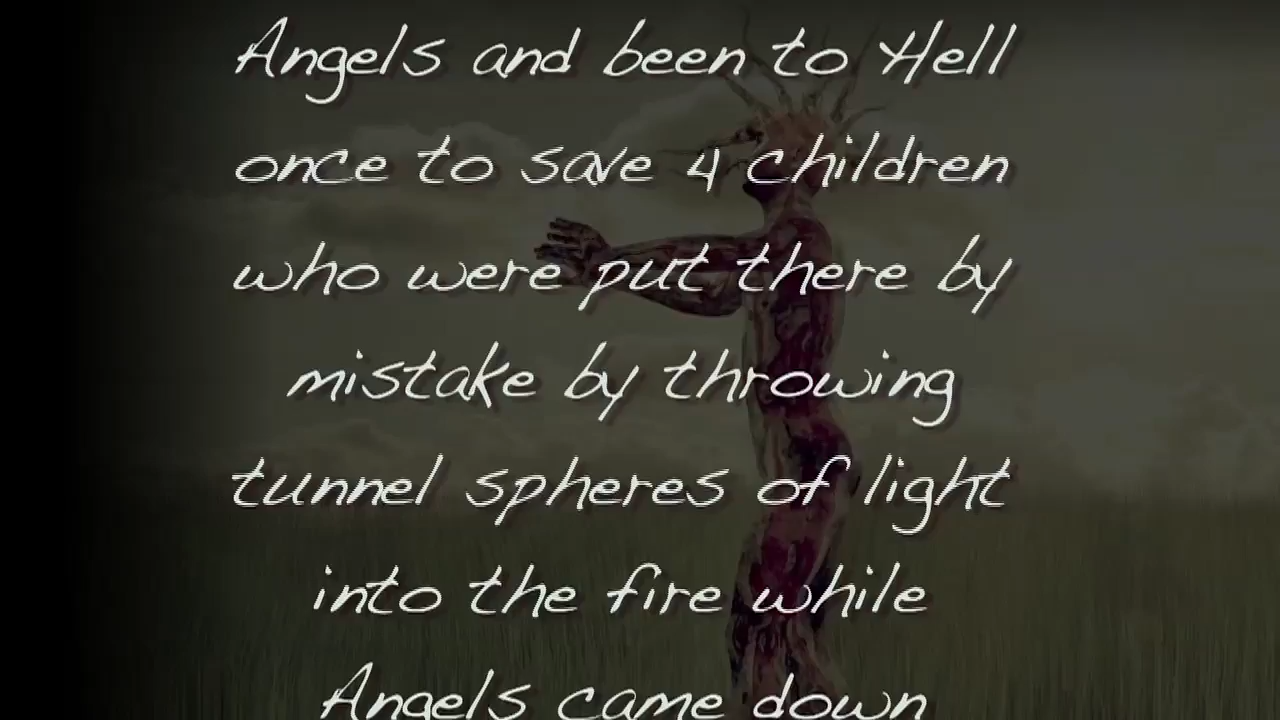 Angels and been to Hell
once to save 4 children
who were put there by
mistake by throwing
tunnel spheres of light
into the fire while
Angels came down